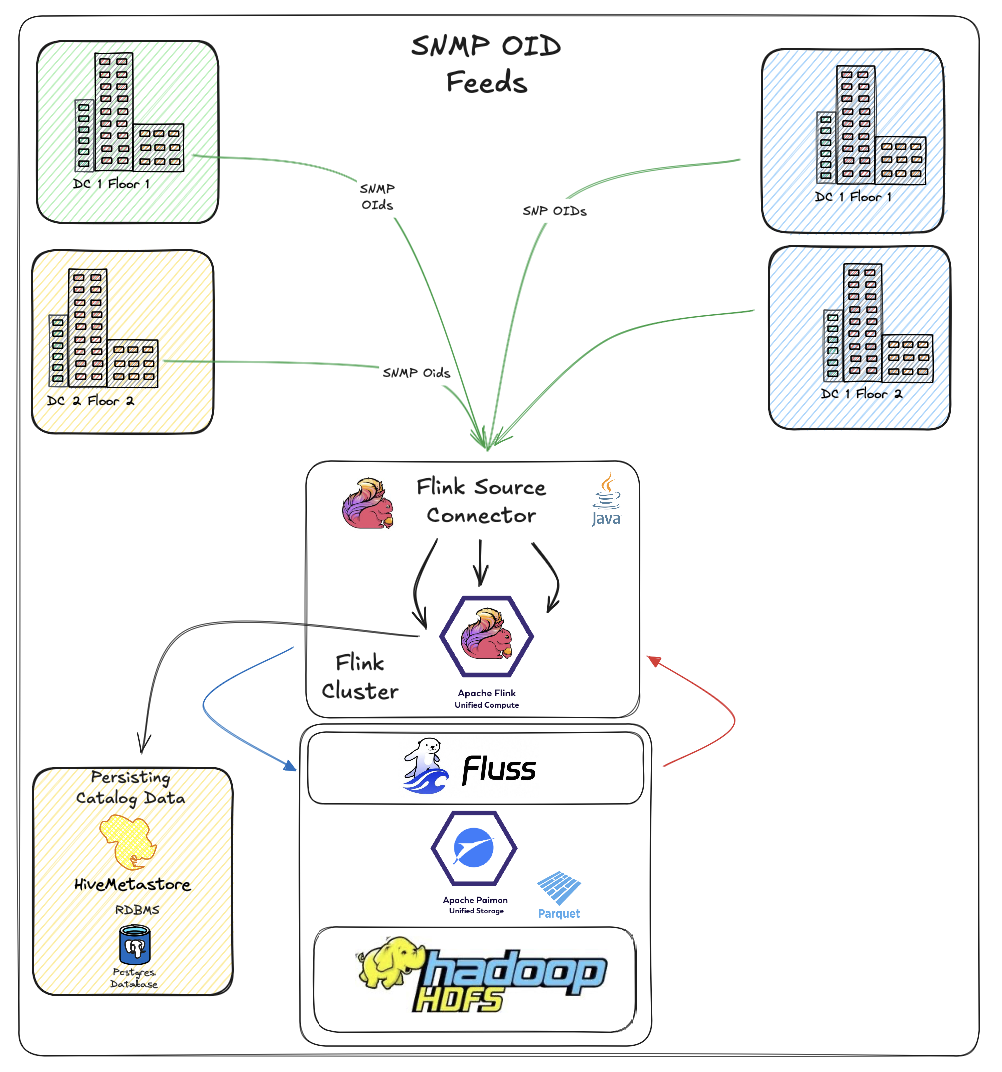 SNMP OID
Feeds
DC 1 Floor 1
DC 1 Floor 1
SNMP
OIds
SNP OIDs
DC 2 Floor 2
SNMP Oids
DC 1 Floor 2
Flink Source
Connector
Java
Flink
Cluster
Apache Flink
Unified Compute
Persisting
Catalog Data
HiveMetastore
RDBMS
Postgres
Database
Fluss
Apache Paimon
Unified Storage
Parquet
hadoop
HDFS